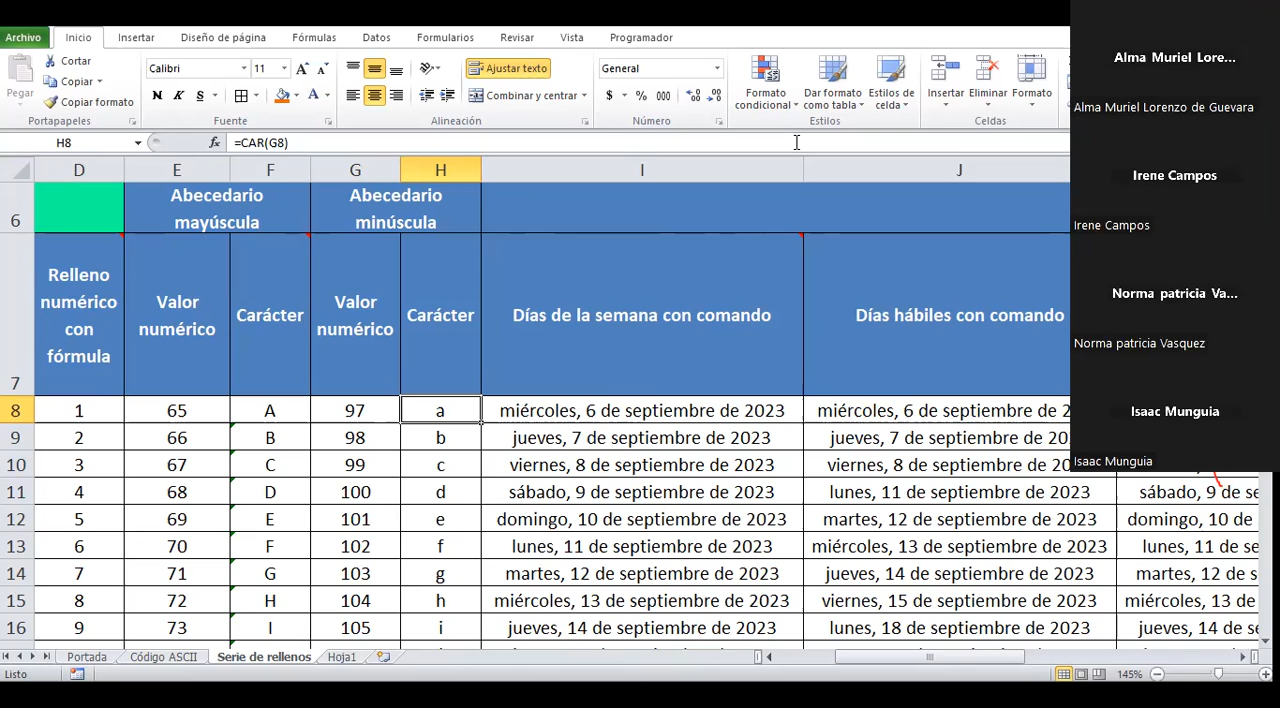 Archivo Inicio Insertar Diseño de página Fórmulas Datos Formularios Revisar Vista Programador
Pegar
Cortar
Copiar
Copiar formato
Portapapeles
Calibri 11
N K S
Fuente
Ajustar texto
Combinar y centrar
Alineación
General
$ % 000
Número
Formato condicional
Dar formato como tabla
Estilos de celda
Estilos
Insertar Eliminar Formato
Celdas
H8 fx =CAR(G8)
D E F G H I J
6 Abecedario mayúscula Abecedario minúscula
7 Relleno numérico con fórmula Valor numérico Carácter Valor numérico Carácter Días de la semana con comando Días hábiles con comando
8 1 65 A 97 a miércoles, 6 de septiembre de 2023 miércoles, 6 de septiembre de 2
9 2 66 B 98 b jueves, 7 de septiembre de 2023 jueves, 7 de septiembre de 20
10 3 67 C 99 c viernes, 8 de septiembre de 2023 viernes, 8 de septiembre de 20
11 4 68 D 100 d sábado, 9 de septiembre de 2023 lunes, 11 de septiembre de 2023 sábado, 9 de se
12 5 69 E 101 e domingo, 10 de septiembre de 2023 martes, 12 de septiembre de 2023 domingo, 10 de
13 6 70 F 102 f lunes, 11 de septiembre de 2023 miércoles, 13 de septiembre de 2023 lunes, 11 de se
14 7 71 G 103 g martes, 12 de septiembre de 2023 jueves, 14 de septiembre de 2023 martes, 12 de s
15 8 72 H 104 h miércoles, 13 de septiembre de 2023 viernes, 15 de septiembre de 2023 miércoles, 13 de
16 9 73 I 105 i jueves, 14 de septiembre de 2023 lunes, 18 de septiembre de 2023 jueves, 14 de se
Portada Código ASCII Serie de rellenos Hoja1
Listo 145%
Alma Muriel Lore...
Alma Muriel Lorenzo de Guevara
Irene Campos
Irene Campos
Norma patricia Va...
Norma patricia Vasquez
Isaac Munguia
Isaac Munguia